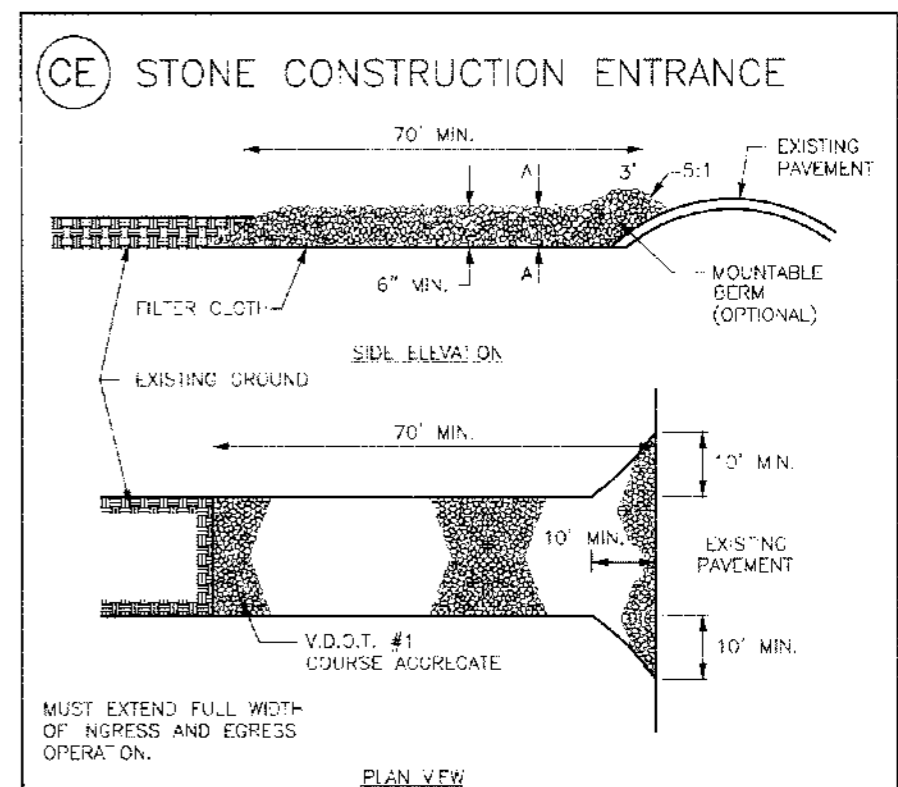 CE STONE CONSTRUCTION ENTRANCE
70' MIN.
EXISTING
PAVEMENT
A
3'
5:1
6" MIN.
A
MOUNTABLE
BERM
(OPTIONAL)
FILTER CLOTH
SIDE ELEVATION
EXISTING GROUND
70' MIN.
10' MIN.
10' MIN.
EXISTING
PAVEMENT
10' MIN.
V.D.O.T. #1
COURSE AGGREGATE
MUST EXTEND FULL WIDTH
OF INGRESS AND EGRESS
OPERATION.
PLAN VIEW